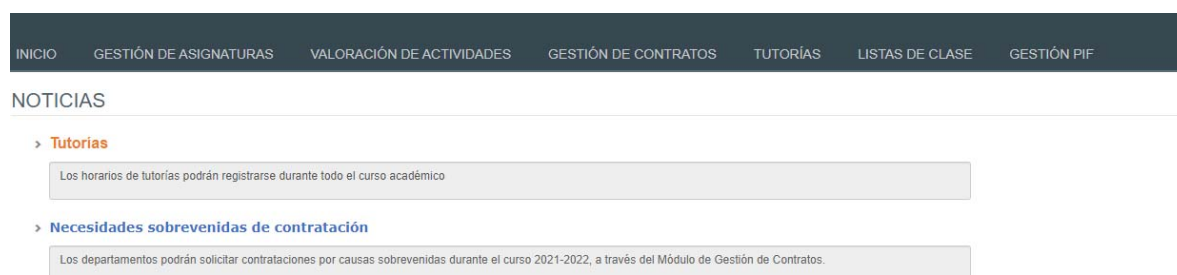 INICIO GESTIÓN DE ASIGNATURAS VALORACIÓN DE ACTIVIDADES GESTIÓN DE CONTRATOS TUTORÍAS LISTAS DE CLASE GESTIÓN PIF
NOTICIAS
Tutorías
Los horarios de tutorías podrán registrarse durante todo el curso académico
Necesidades sobrevenidas de contratación
Los departamentos podrán solicitar contrataciones por causas sobrevenidas durante el curso 2021-2022, a través del Módulo de Gestión de Contratos.